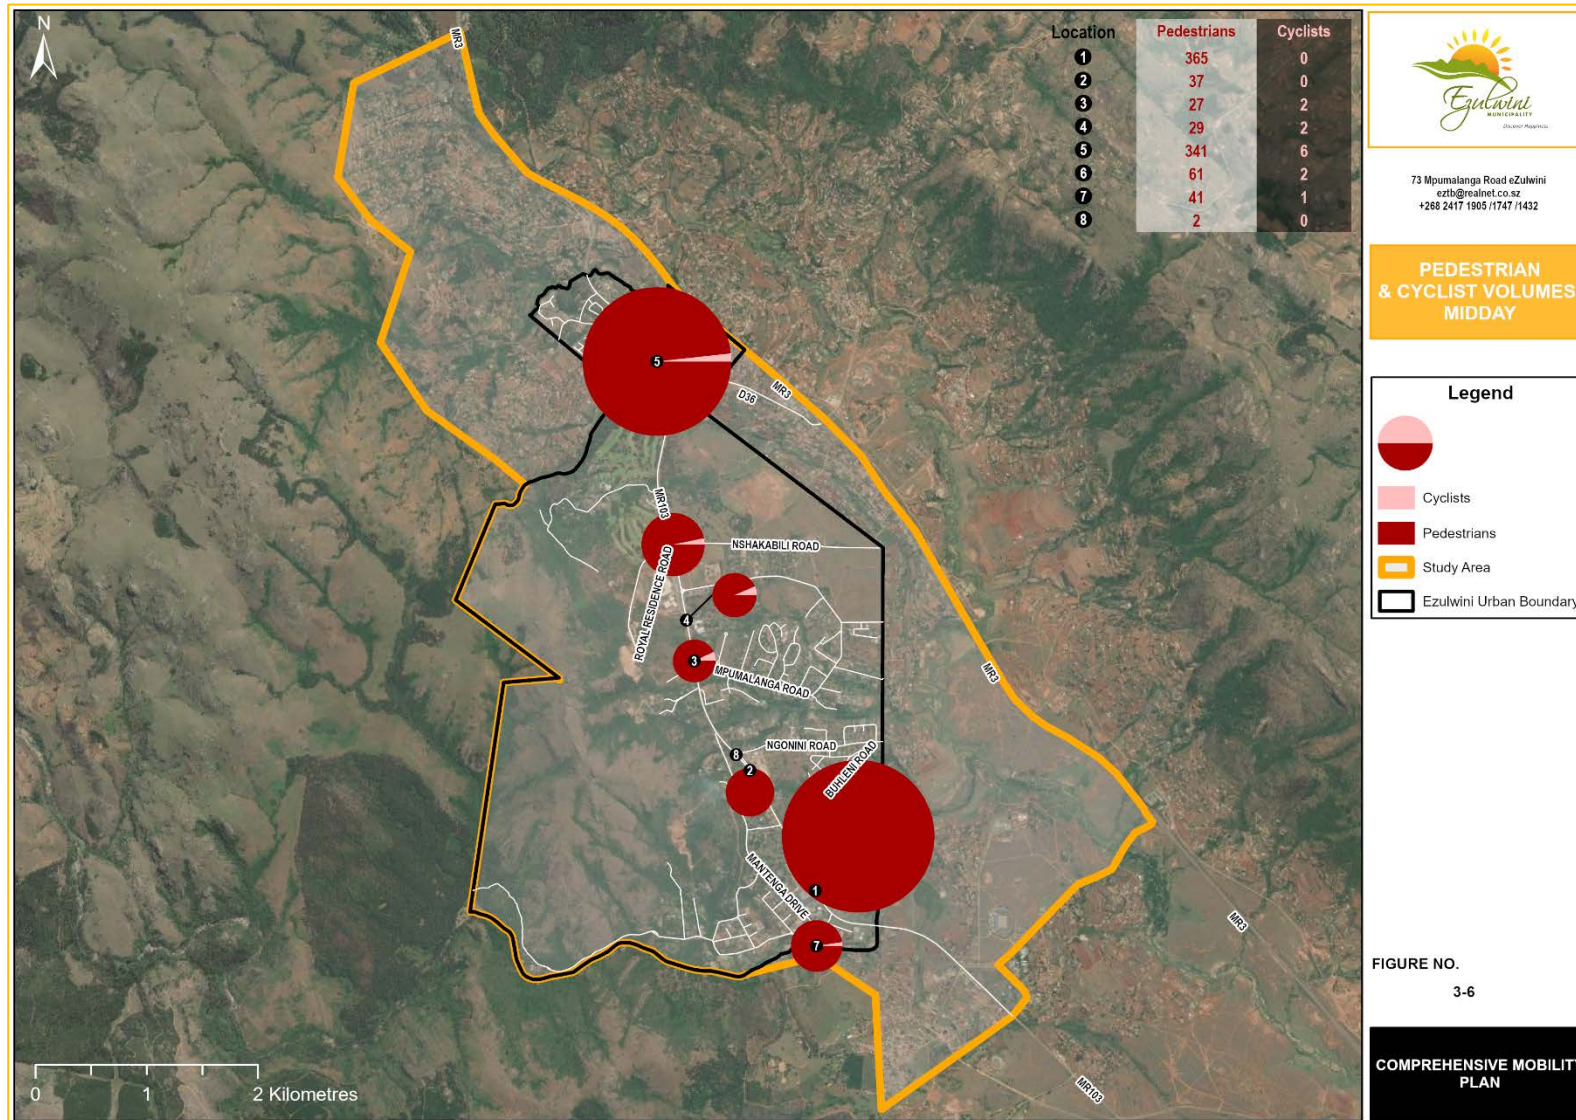 N
Location Pedestrians Cyclists
1 365 0
2 37 0
3 27 2
4 29 2
5 341 6
6 61 2
7 41 1
8 2 0
MR3
5
MR3
D36
MR103
NSHAKABILI ROAD
ROYAL RESIDENCE ROAD
4
3
MPUMALANGA ROAD
MR3
NGONINI ROAD
8
2
BUHLENI ROAD
MANTENGA DRIVE
1
7
MR3
MR103
0 1 2 Kilometres
Ezulwini
MUNICIPALITY
Discover Happiness
73 Mpumalanga Road eZulwini
eztb@realnet.co.sz
+268 2417 1905 /1747 /1432
PEDESTRIAN
& CYCLIST VOLUMES
MIDDAY
Legend
Cyclists
Pedestrians
Study Area
Ezulwini Urban Boundary
FIGURE NO.
3-6
COMPREHENSIVE MOBILITY
PLAN